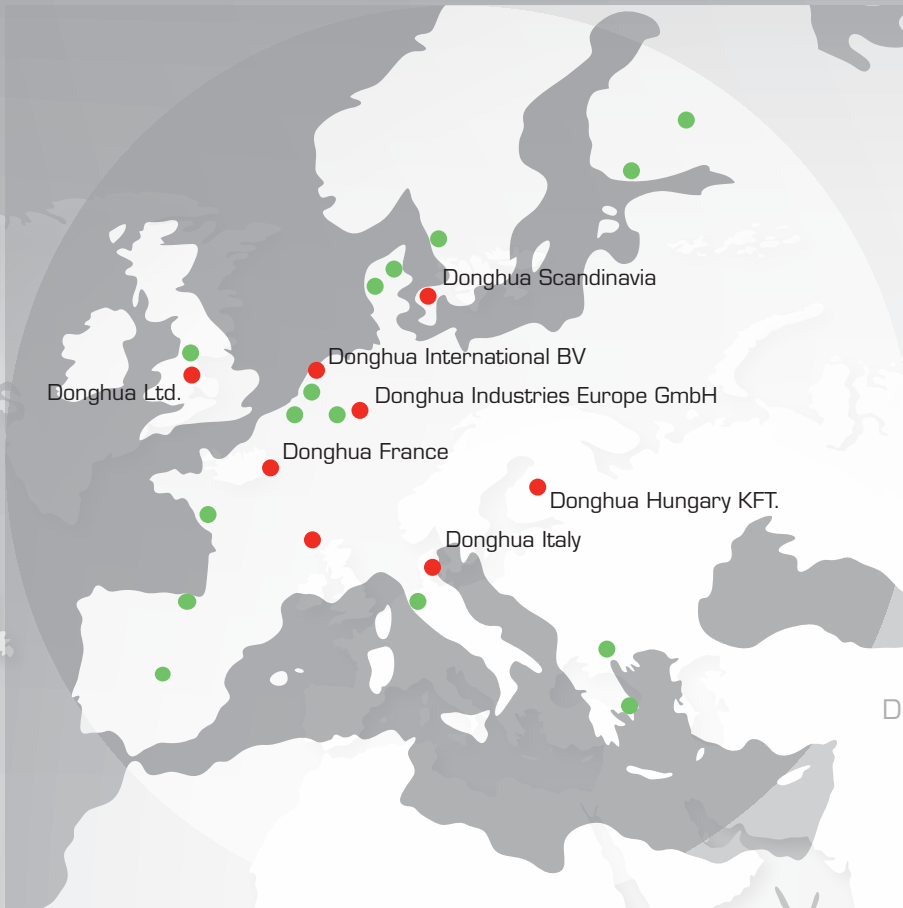 Donghua Scandinavia
Donghua International BV
Donghua Ltd.
Donghua Industries Europe GmbH
Donghua France
Donghua Hungary KFT.
Donghua Italy